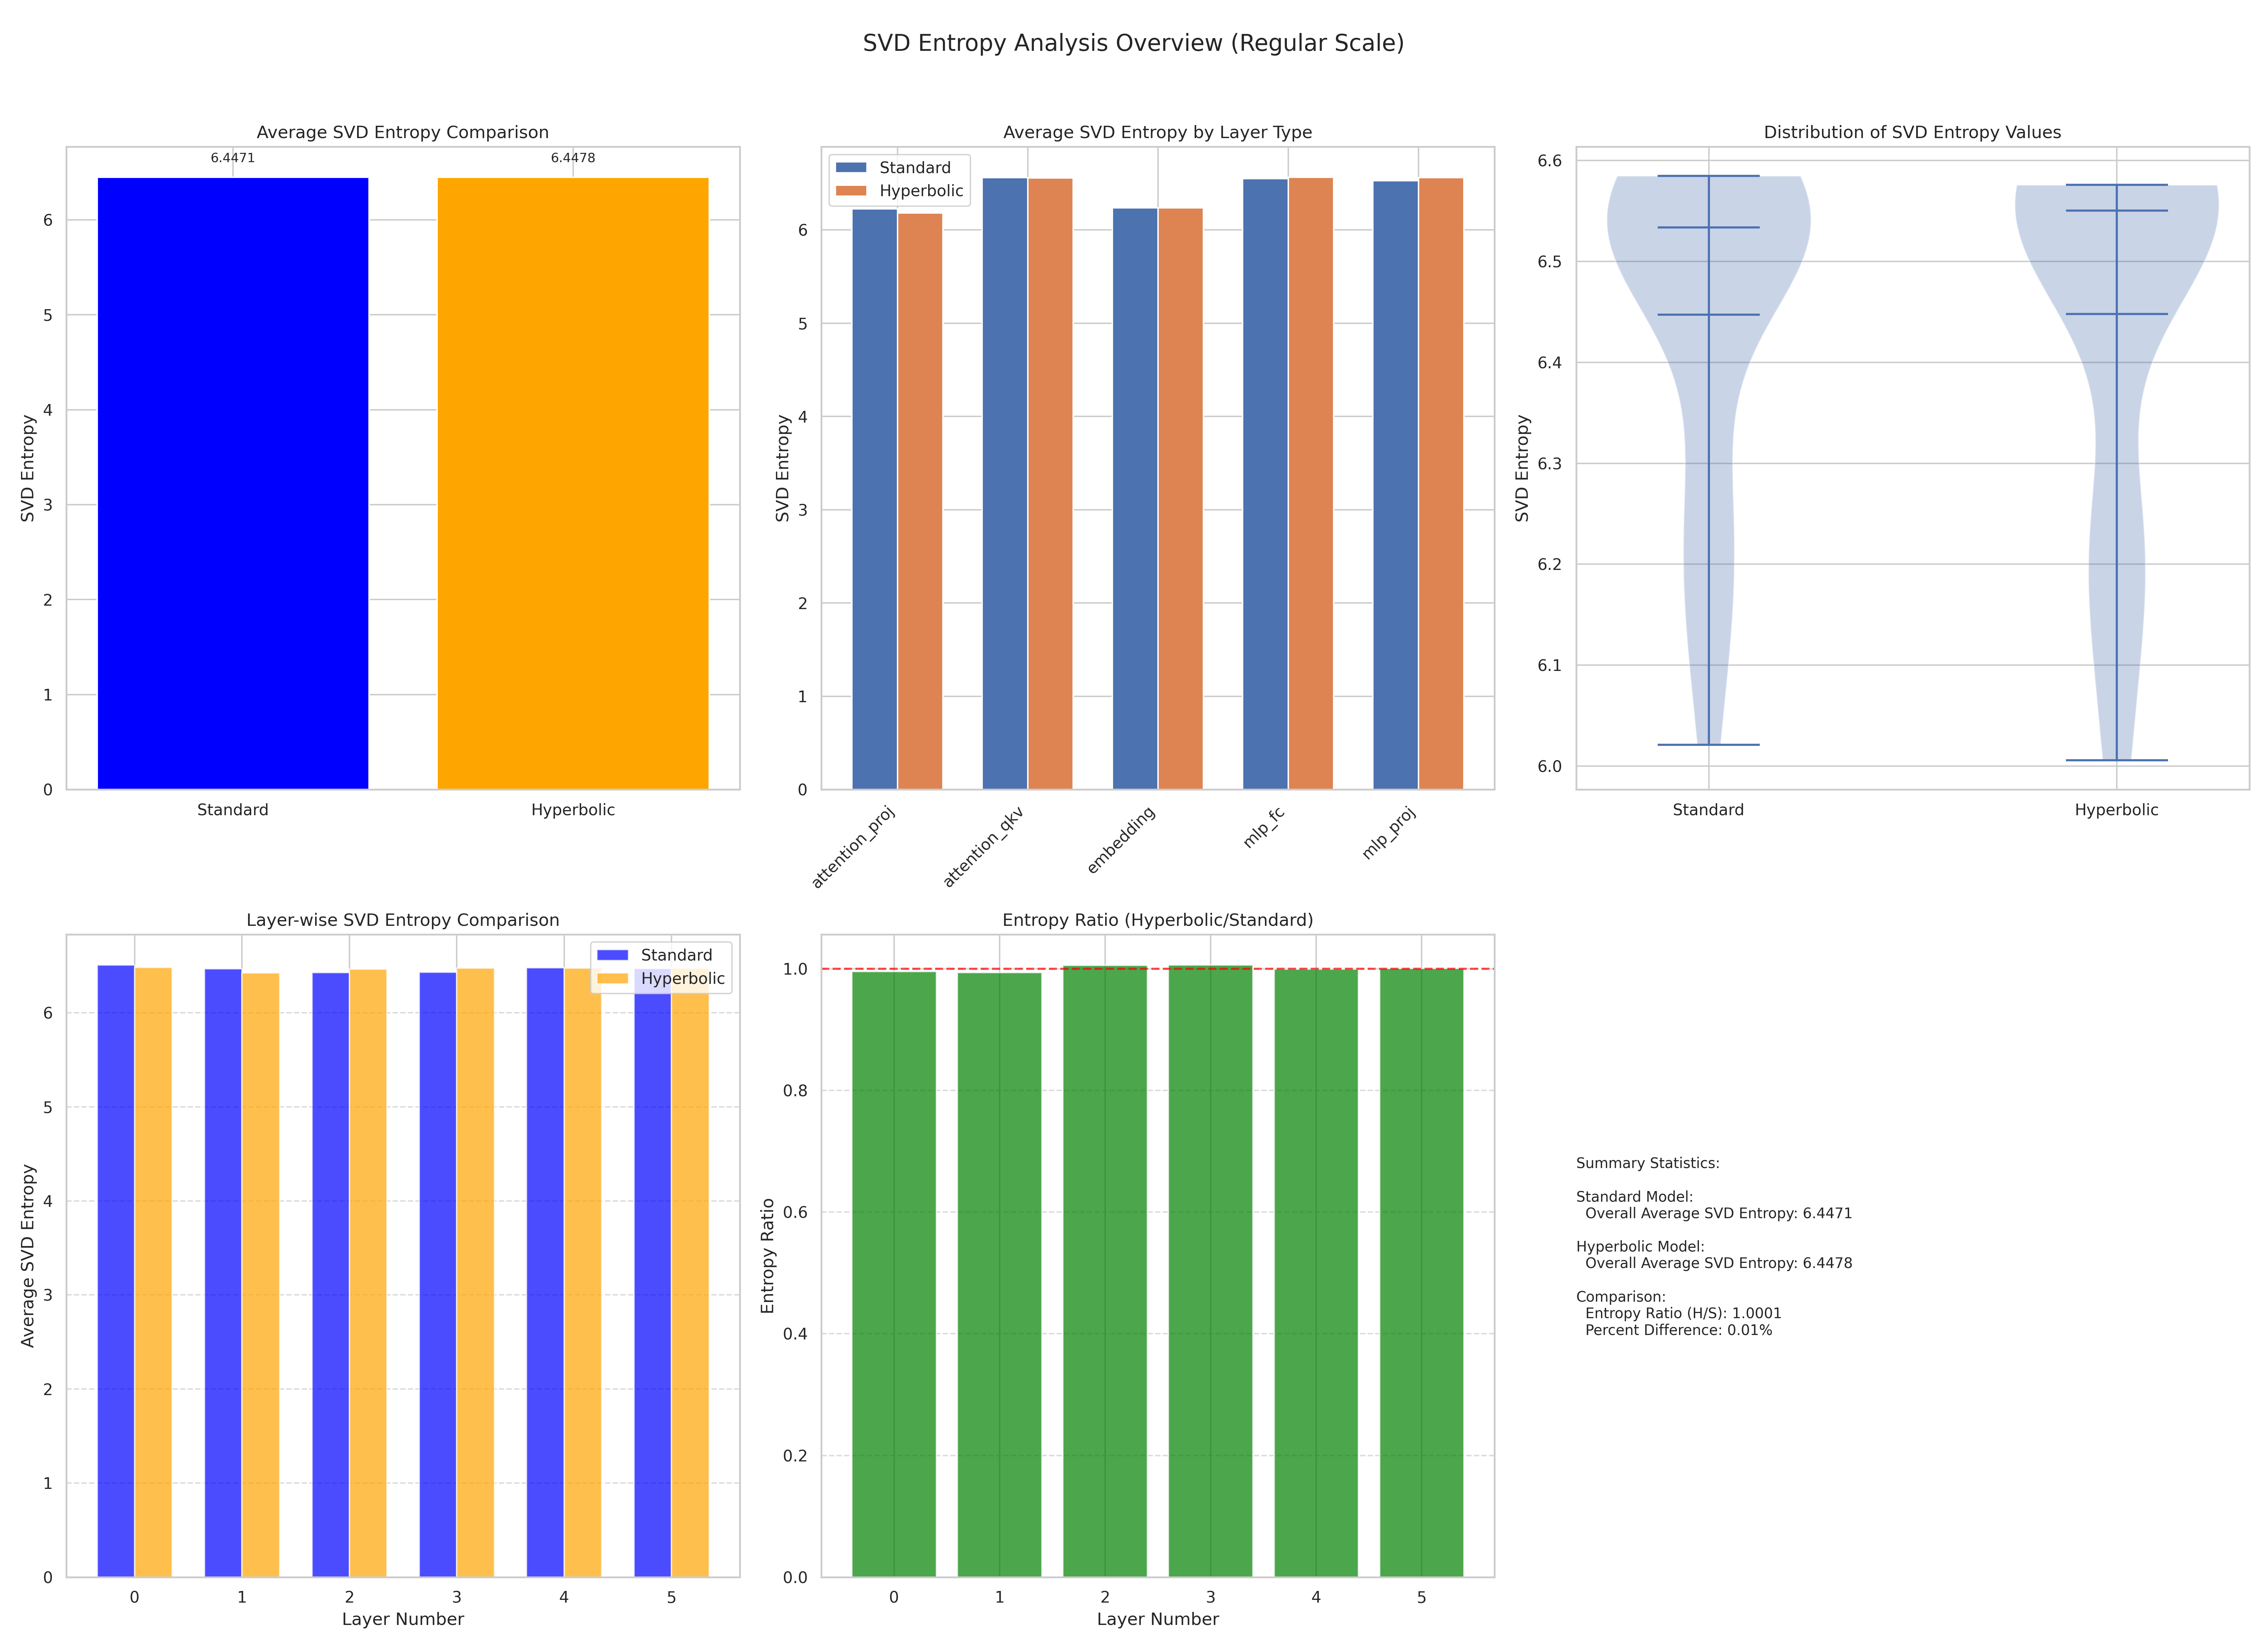 SVD Entropy Analysis Overview (Regular Scale)
Average SVD Entropy Comparison
6.4471
6.4778
SVD Entropy
6
5
4
3
2
1
0
Standard
Hyperbolic
Average SVD Entropy by Layer Type
Standard
Hyperbolic
SVD Entropy
6
5
4
3
2
1
0
attention_proj
attention_qkv
embedding
mlp_fc
mlp_proj
Distribution of SVD Entropy Values
SVD Entropy
6.6
6.5
6.4
6.3
6.2
6.1
6.0
Standard
Hyperbolic
Layer-wise SVD Entropy Comparison
Standard
Hyperbolic
Average SVD Entropy
6
5
4
3
2
1
0
0
1
2
3
4
5
Layer Number
Entropy Ratio (Hyperbolic/Standard)
Entropy Ratio
1.0
0.8
0.6
0.4
0.2
0.0
0
1
2
3
4
5
Layer Number
Summary Statistics:
Standard Model:
Overall Average SVD Entropy: 6.4471
Hyperbolic Model:
Overall Average SVD Entropy: 6.4478
Comparison:
Entropy Ratio (H/S): 1.0001
Percent Difference: 0.01%